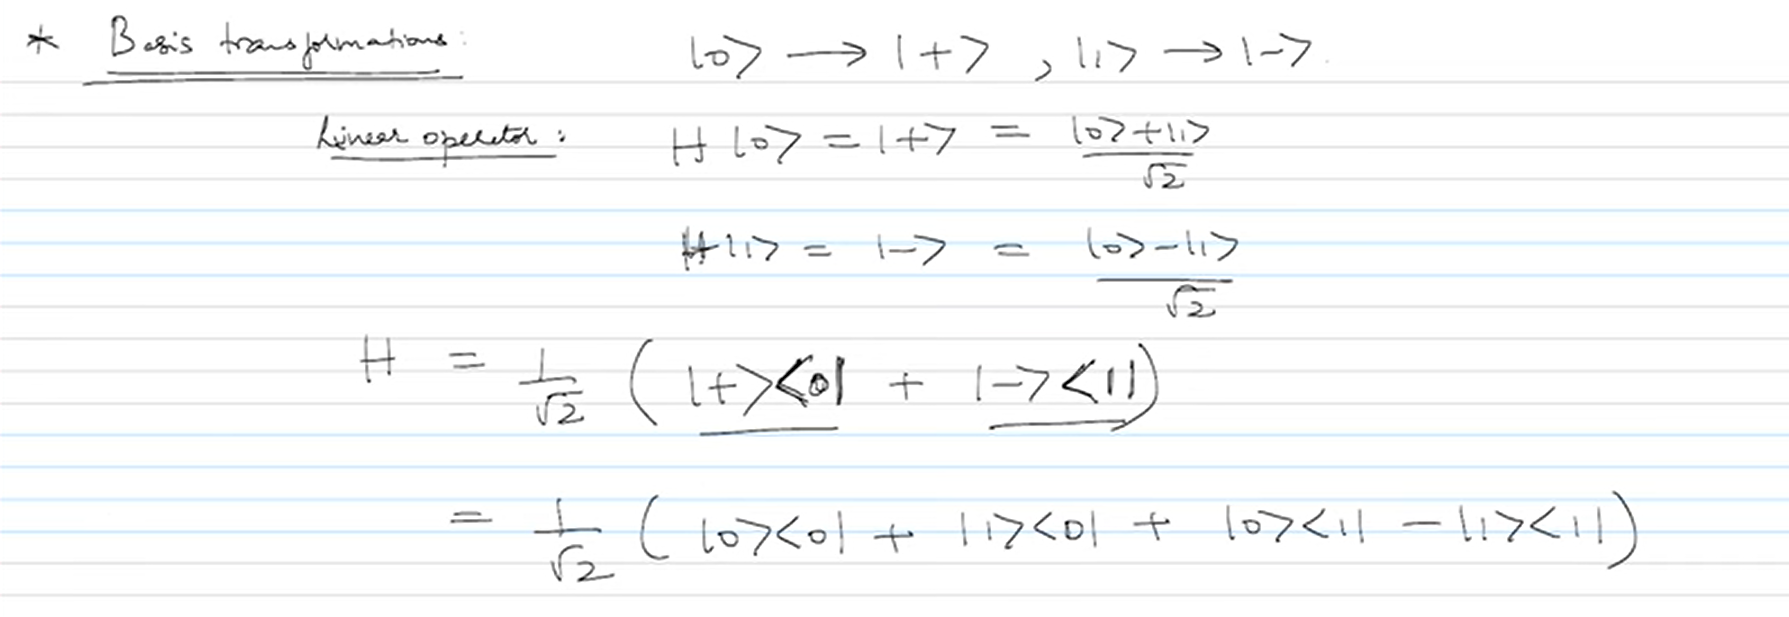 * Basis transformations: |0> → |+> , |1> → |->.
Linear operator: H|0> = |+> = (|0>+|1>)/√2
H|1> = |-> = (|0>-|1>)/√2
H = 1/√2 ( |+><0| + |-><1| )
= 1/√2 ( |0><0| + |1><0| + |0><1| - |1><1| )